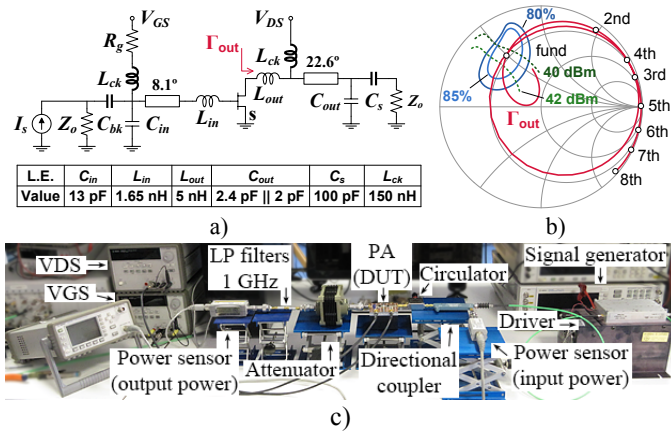 a)
V_GS
R_g
L_ck
I_s
Z_o
C_bk
C_in
8.1º
L_in
Γ_out
s
L_out
V_DS
L_ck
22.6º
C_out
C_s
Z_o
L.E. C_in L_in L_out C_out C_s L_ck
Value 13 pF 1.65 nH 5 nH 2.4 pF || 2 pF 100 pF 150 nH
a)
80%
85%
fund
40 dBm
42 dBm
Γ_out
2nd
4th
3rd
5th
6th
7th
8th
b)
VDS
VGS
LP filters
1 GHz
PA
(DUT)
Circulator
Signal generator
Driver
Power sensor
(output power)
Attenuator
Directional
coupler
Power sensor
(input power)
c)